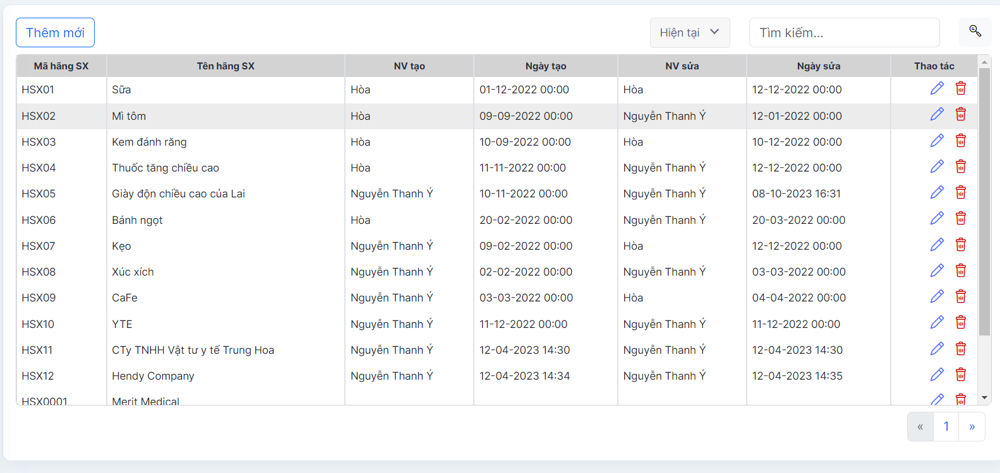 Thêm mới Hiện tại Tìm kiếm...
Mã hãng SX Tên hãng SX NV tạo Ngày tạo NV sửa Ngày sửa Thao tác
HSX01 Sữa Hòa 01-12-2022 00:00 Hòa 12-12-2022 00:00
HSX02 Mì tôm Hòa 09-09-2022 00:00 Nguyễn Thanh Ý 12-01-2022 00:00
HSX03 Kem đánh răng Hòa 10-09-2022 00:00 Hòa 10-12-2022 00:00
HSX04 Thuốc tăng chiều cao Hòa 11-11-2022 00:00 Nguyễn Thanh Ý 12-12-2022 00:00
HSX05 Giày độn chiều cao của Lai Nguyễn Thanh Ý 10-11-2022 00:00 Nguyễn Thanh Ý 08-10-2023 16:31
HSX06 Bánh ngọt Hòa 20-02-2022 00:00 Nguyễn Thanh Ý 20-03-2022 00:00
HSX07 Kẹo Nguyễn Thanh Ý 09-02-2022 00:00 Hòa 12-12-2022 00:00
HSX08 Xúc xích Nguyễn Thanh Ý 02-02-2022 00:00 Nguyễn Thanh Ý 03-03-2022 00:00
HSX09 CaFe Nguyễn Thanh Ý 03-03-2022 00:00 Hòa 04-04-2022 00:00
HSX10 YTE Nguyễn Thanh Ý 11-12-2022 00:00 Nguyễn Thanh Ý 11-12-2022 00:00
HSX11 CTy TNHH Vật tư y tế Trung Hoa Nguyễn Thanh Ý 12-04-2023 14:30 Nguyễn Thanh Ý 12-04-2023 14:30
HSX12 Hendy Company Nguyễn Thanh Ý 12-04-2023 14:34 Nguyễn Thanh Ý 12-04-2023 14:35
HSX0001 Merit Medical
« 1 »